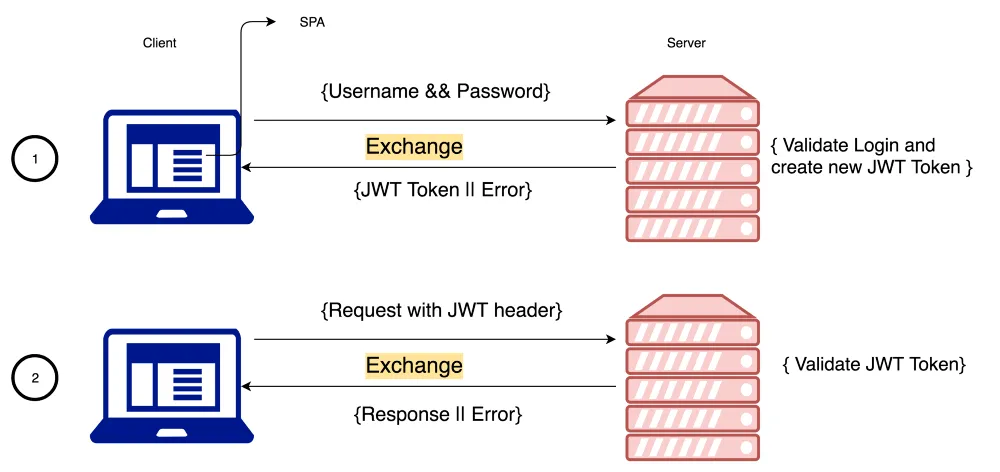 SPA
Client
Server
{Username && Password}
Exchange
{JWT Token || Error}
1
{ Validate Login and
create new JWT Token }
{Request with JWT header}
Exchange
{Response || Error}
2
{ Validate JWT Token}